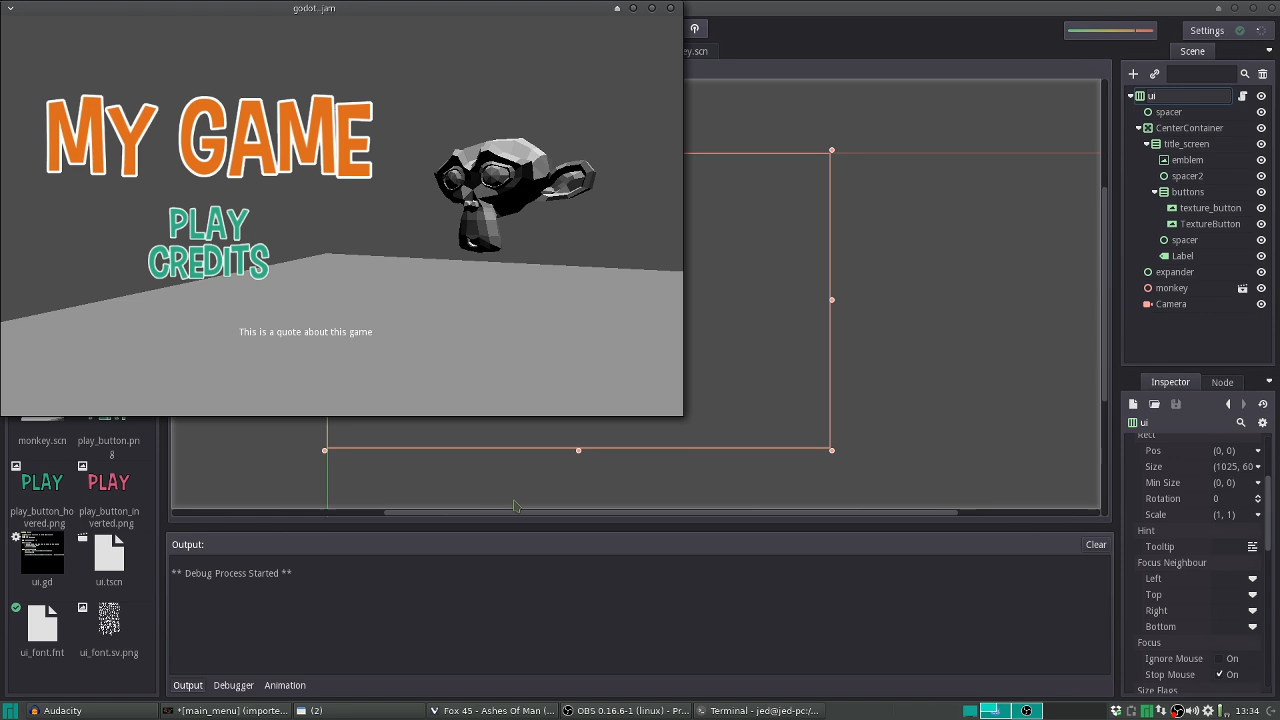 godot_jam
MY GAME
PLAY
CREDITS
This is a quote about this game
ey.scn
Settings
Scene
ui
spacer
CenterContainer
title_screen
emblem
spacer2
buttons
texture_button
TextureButton
spacer
Label
expander
monkey
Camera
Inspector
Node
ui
Rect
Pos
(0, 0)
Size
(1025, 60
Min Size
(0, 0)
Rotation
0
Scale
(1, 1)
Hint
Tooltip
Focus Neighbour
Left
Top
Right
Bottom
Focus
Ignore Mouse
On
Stop Mouse
On
Size Flags
monkey.scn
play_button.pn
g
PLAY
PLAY
play_button_ho
vered.png
play_button_in
verted.png
ui.gd
ui.tscn
ui_font.fnt
ui_font.sv.png
Output:
Clear
** Debug Process Started **
Output
Debugger
Animation
Audacity
*[main_menu] (importe...
(2)
Fox 45 - Ashes Of Man (...
OBS 0.16.6-1 (linux) - Pr...
Terminal - jed@jed-pc:/...
13:34